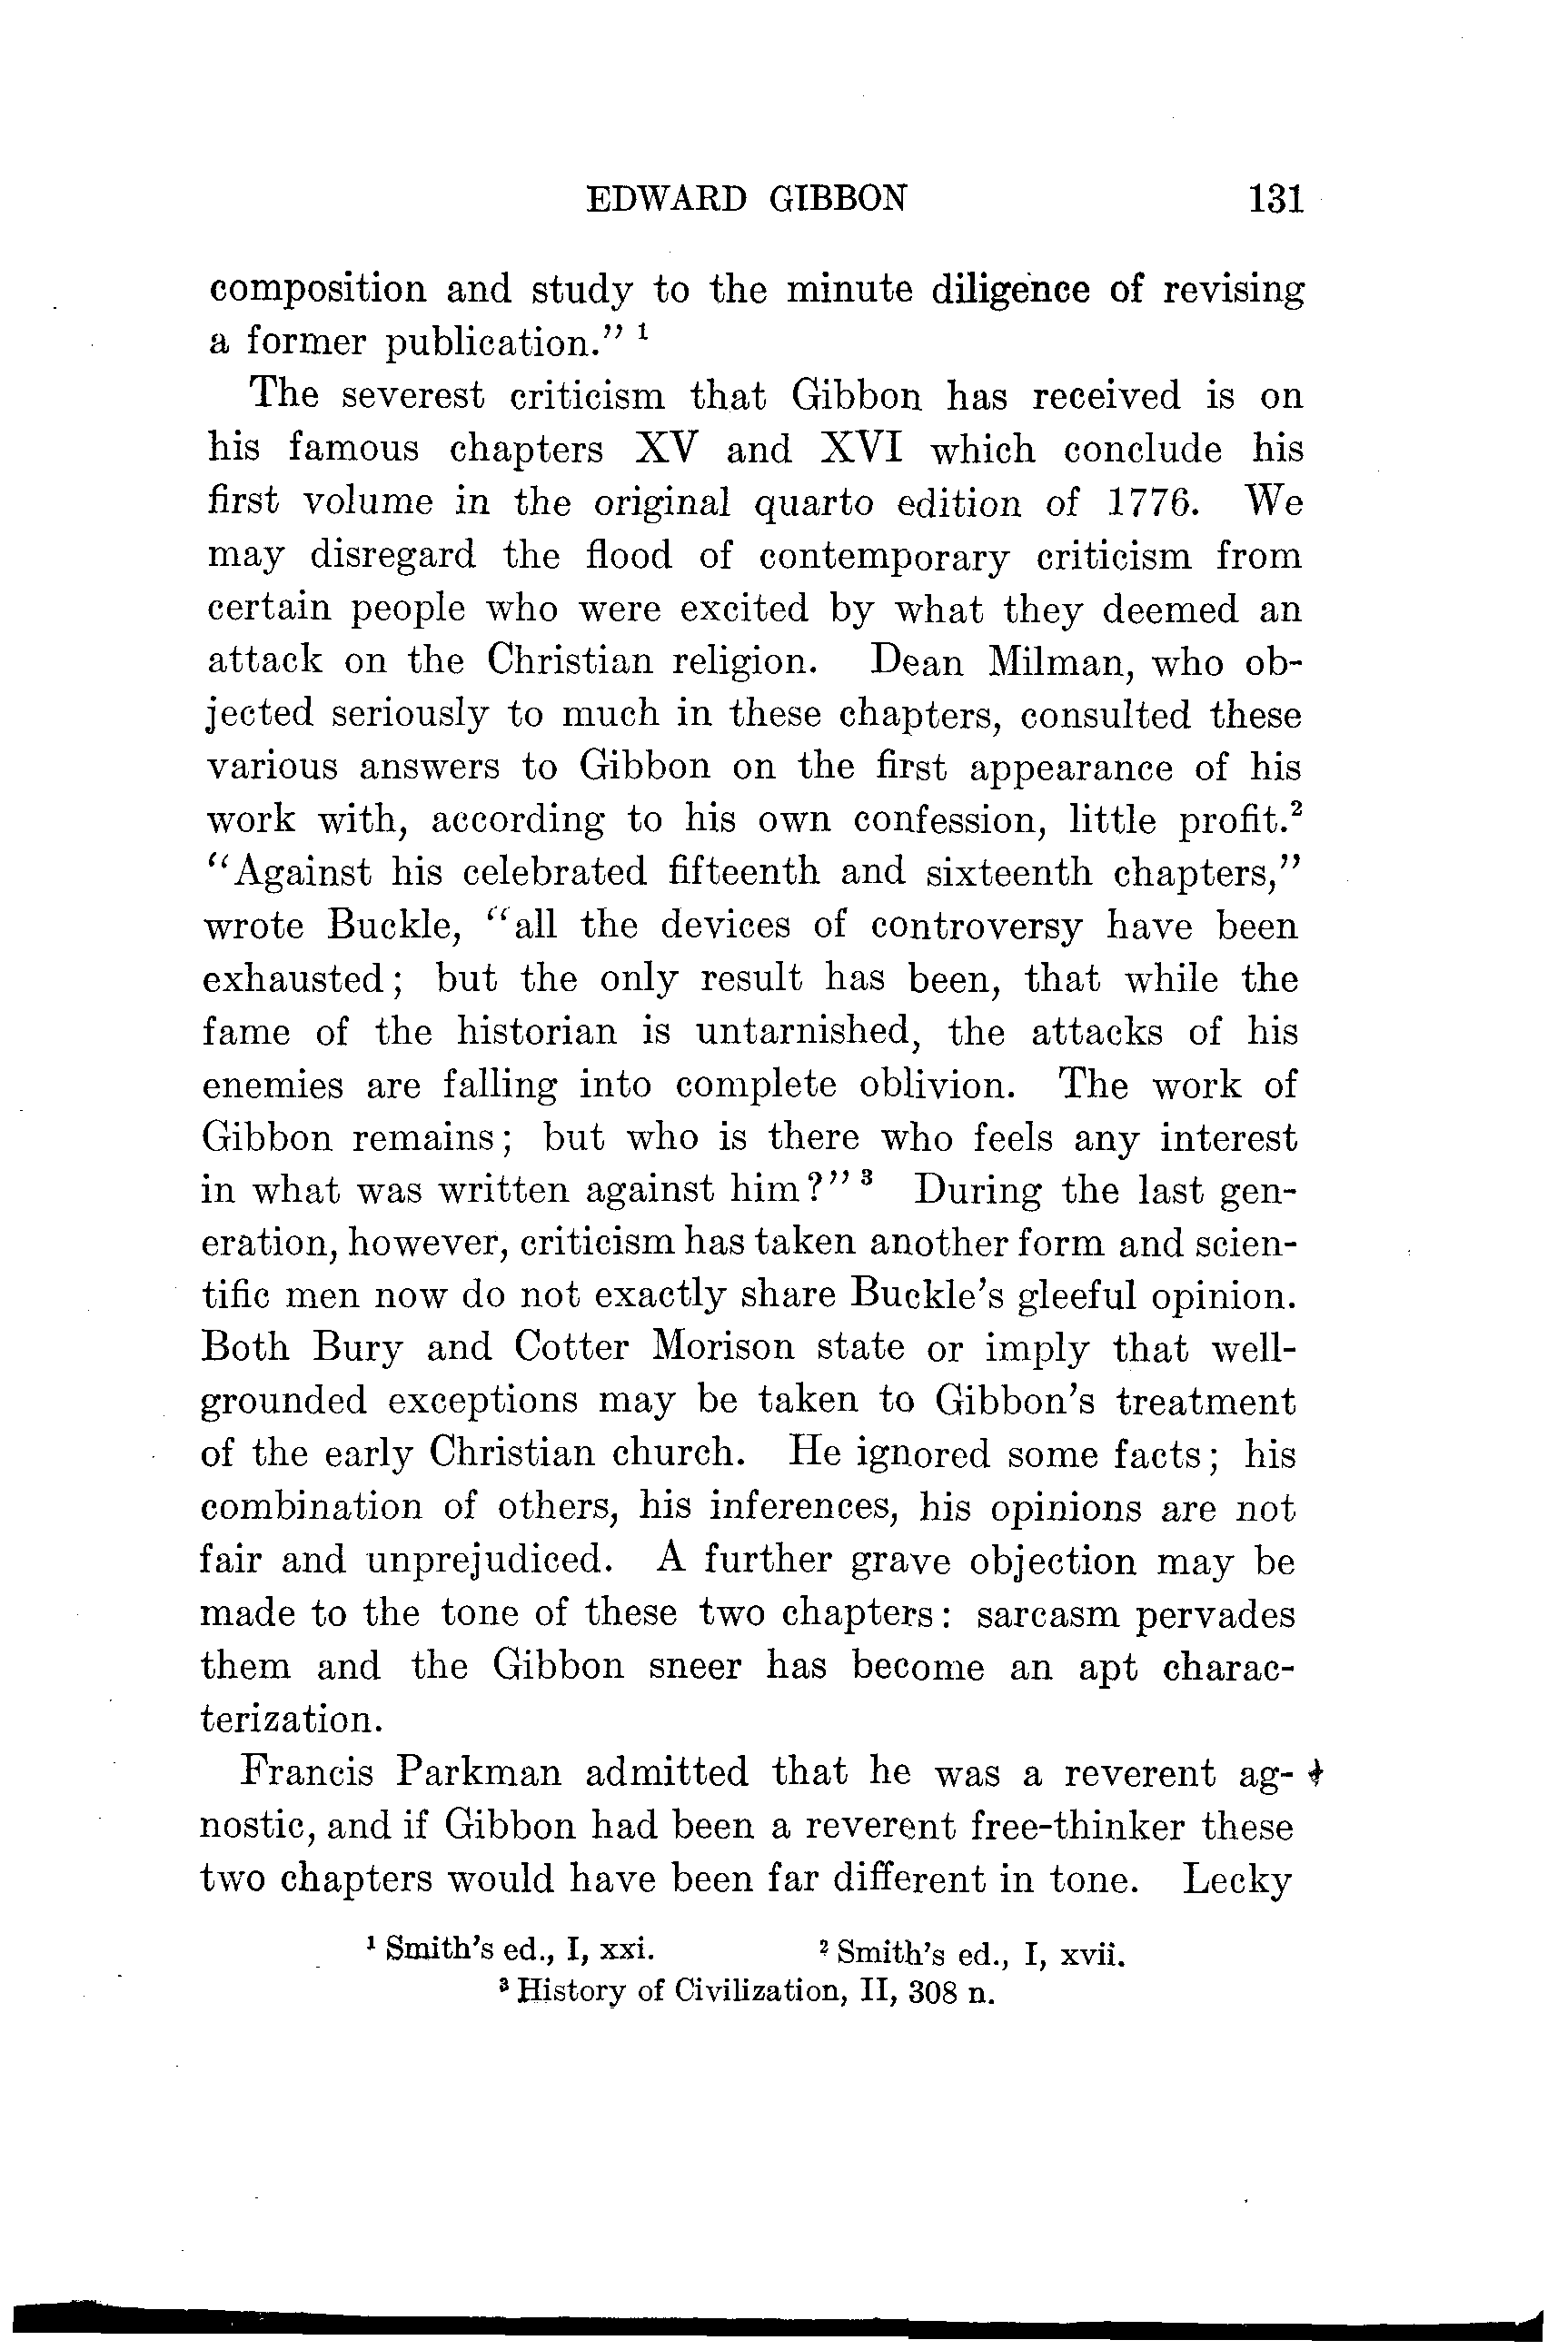 EDWARD GIBBON 131
composition and study to the minute diligence of revising
a former publication." 1
The severest criticism that Gibbon has received is on
his famous chapters XV and XVI which conclude his
first volume in the original quarto edition of 1776. We
may disregard the flood of contemporary criticism from
certain people who were excited by what they deemed an
attack on the Christian religion. Dean Milman, who ob-
jected seriously to much in these chapters, consulted these
various answers to Gibbon on the first appearance of his
work with, according to his own confession, little profit.2
"Against his celebrated fifteenth and sixteenth chapters,"
wrote Buckle, "all the devices of controversy have been
exhausted; but the only result has been, that while the
fame of the historian is untarnished, the attacks of his
enemies are falling into complete oblivion. The work of
Gibbon remains; but who is there who feels any interest
in what was written against him?" 3 During the last gen-
eration, however, criticism has taken another form and scien-
tific men now do not exactly share Buckle's gleeful opinion.
Both Bury and Cotter Morison state or imply that well-
grounded exceptions may be taken to Gibbon's treatment
of the early Christian church. He ignored some facts; his
combination of others, his inferences, his opinions are not
fair and unprejudiced. A further grave objection may be
made to the tone of these two chapters: sarcasm pervades
them and the Gibbon sneer has become an apt charac-
terization.
Francis Parkman admitted that he was a reverent ag-
nostic, and if Gibbon had been a reverent free-thinker these
two chapters would have been far different in tone. Lecky
1 Smith's ed., I, xxi. 2 Smith's ed., I, xvii.
3 History of Civilization, II, 308 n.